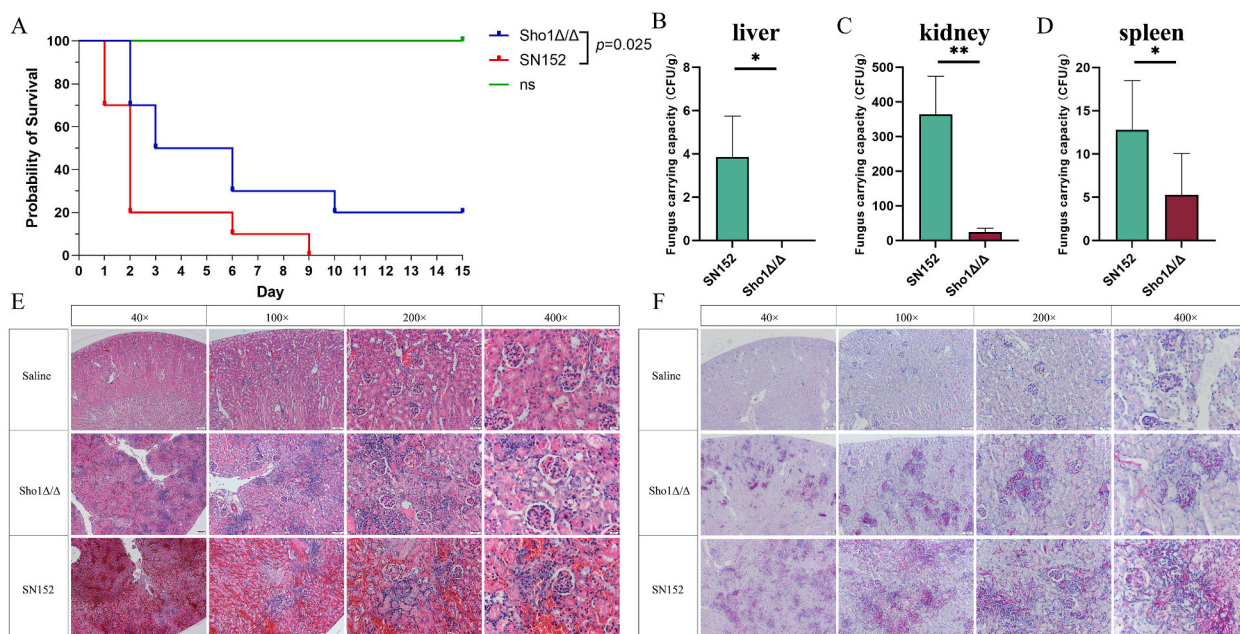 A
Probability of Survival
100
80
60
40
20
0
0 1 2 3 4 5 6 7 8 9 10 11 12 13 14 15
Day
Sho1Δ/Δ
SN152
ns
p=0.025
B
liver
*
Fungus carrying capacity (CFU/g)
8
6
4
2
0
SN152
Sho1Δ/Δ
C
kidney
**
Fungus carrying capacity (CFU/g)
500
400
300
200
100
0
SN152
Sho1Δ/Δ
D
spleen
*
Fungus carrying capacity (CFU/g)
20
15
10
5
0
SN152
Sho1Δ/Δ
E
40× 100× 200× 400×
Saline
Sho1Δ/Δ
SN152
F
40× 100× 200× 400×
Saline
Sho1Δ/Δ
SN152